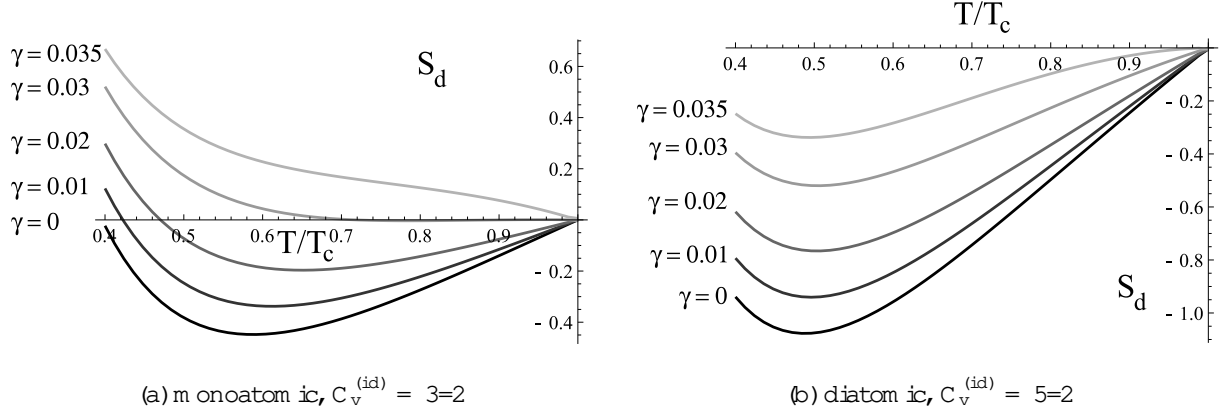 γ = 0.035
γ = 0.03
γ = 0.02
γ = 0.01
γ = 0
S_d
0.6
0.4
0.2
0.4 0.5 0.6 0.7 0.8 0.9
T/T_c
- 0.2
- 0.4
(a) m onoatom ic, C_v^(id) = 3=2
T/T_c
0.4 0.5 0.6 0.7 0.8 0.9
γ = 0.035
γ = 0.03
γ = 0.02
γ = 0.01
γ = 0
- 0.2
- 0.4
- 0.6
- 0.8
- 1.0
S_d
(b) diatom ic, C_v^(id) = 5=2